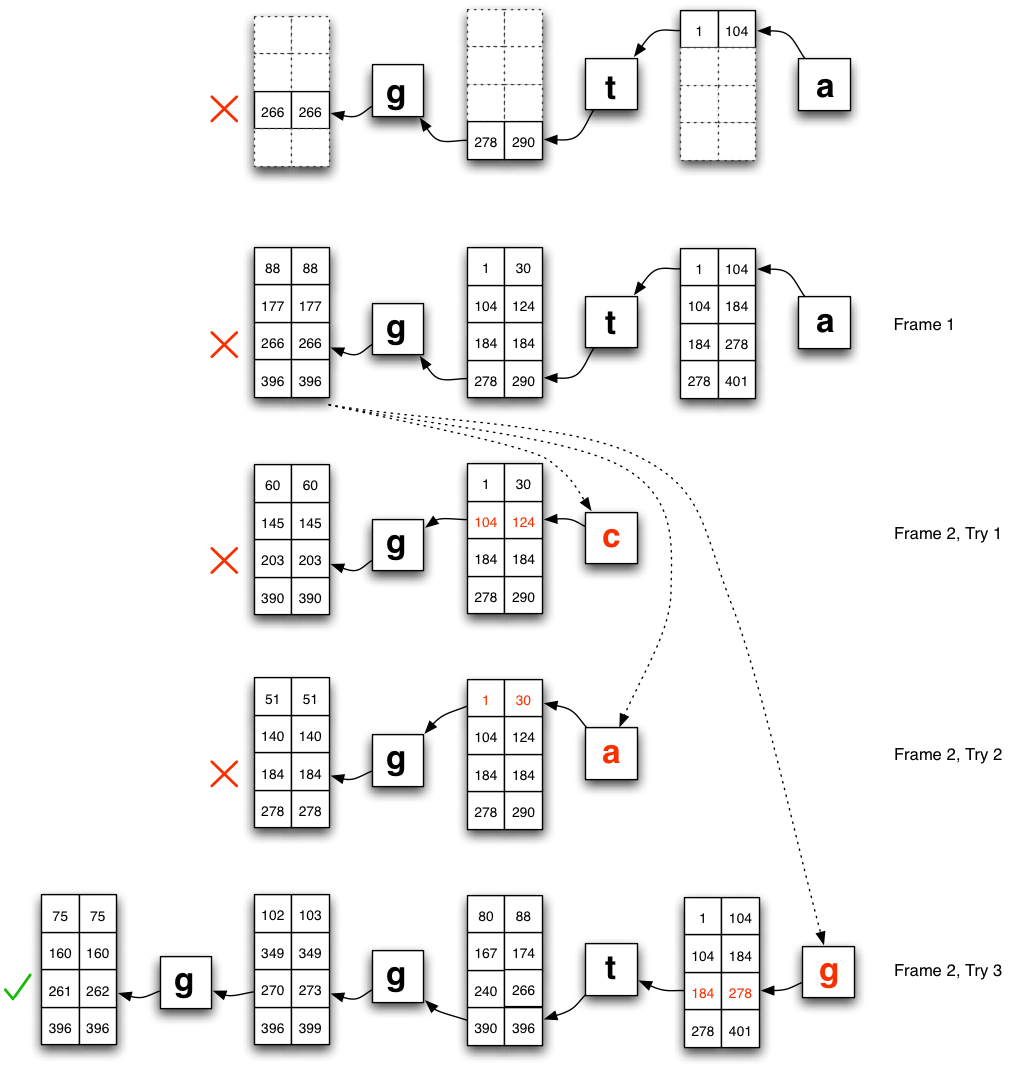 1 104
g t a
266 266
278 290
88 88 1 30 1 104
177 177 104 124 104 184
g t a Frame 1
266 266 184 184 184 278
396 396 278 290 278 401
60 60 1 30
145 145 104 124
g c Frame 2, Try 1
203 203 184 184
390 390 278 290
51 51 1 30
140 140 104 124
g a Frame 2, Try 2
184 184 184 184
278 278 278 290
75 75 102 103 80 88 1 104
160 160 349 349 167 174 104 184
g g t g Frame 2, Try 3
261 262 270 273 240 266 184 278
396 396 396 399 390 396 278 401